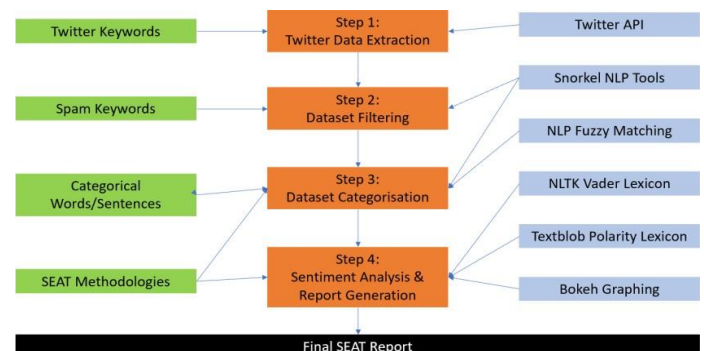 Twitter Keywords
Step 1:
Twitter Data Extraction
Twitter API
Spam Keywords
Step 2:
Dataset Filtering
Snorkel NLP Tools
NLP Fuzzy Matching
Categorical
Words/Sentences
Step 3:
Dataset Categorisation
NLTK Vader Lexicon
Textblob Polarity Lexicon
SEAT Methodologies
Step 4:
Sentiment Analysis &
Report Generation
Bokeh Graphing
Final SEAT Report